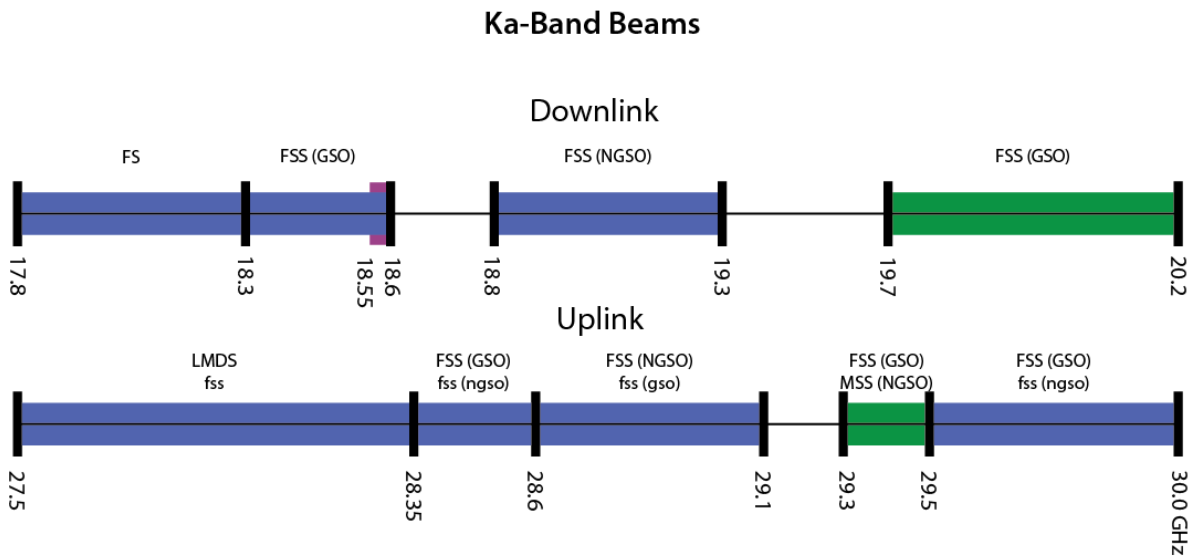 Ka-Band Beams
Downlink
FS
FSS (GSO)
FSS (NGSO)
FSS (GSO)
17.8
18.3
18.55
18.6
18.8
19.3
19.7
20.2
Uplink
LMDS
fss
FSS (GSO)
fss (ngso)
FSS (NGSO)
fss (gso)
FSS (GSO)
MSS (NGSO)
FSS (GSO)
fss (ngso)
27.5
28.35
28.6
29.1
29.3
29.5
30.0 GHz